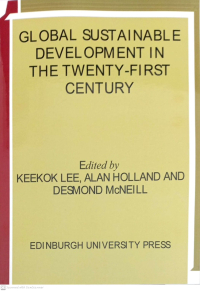 GLOBAL SUSTAINABLE
DEVELOPMENT IN
THE TWENTY-FIRST
CENTURY
Edited by
KEEKOK LEE, ALAN HOLLAND AND
DESMOND McNEILL
EDINBURGH UNIVERSITY PRESS